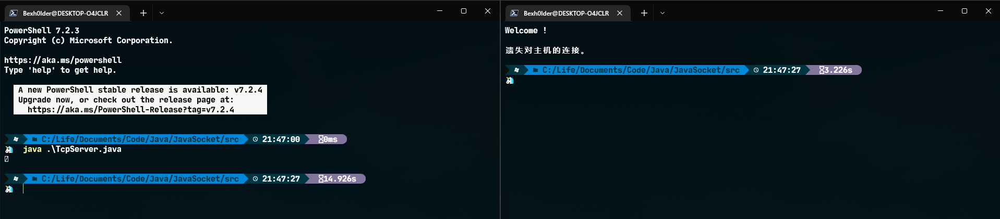 Bexh0lder@DESKTOP-O4JCLR
PowerShell 7.2.3
Copyright (c) Microsoft Corporation.
https://aka.ms/powershell
Type 'help' to get help.
A new PowerShell stable release is available: v7.2.4
Upgrade now, or check out the release page at:
https://aka.ms/PowerShell-Release?tag=v7.2.4
C:/Life/Documents/Code/Java/JavaSocket/src 21:47:00 0ms
java .\TcpServer.java
C:/Life/Documents/Code/Java/JavaSocket/src 21:47:27 14.926s
Bexh0lder@DESKTOP-O4JCLR
Welcome !
遗失对主机的连接。
C:/Life/Documents/Code/Java/JavaSocket/src 21:47:27 3.226s